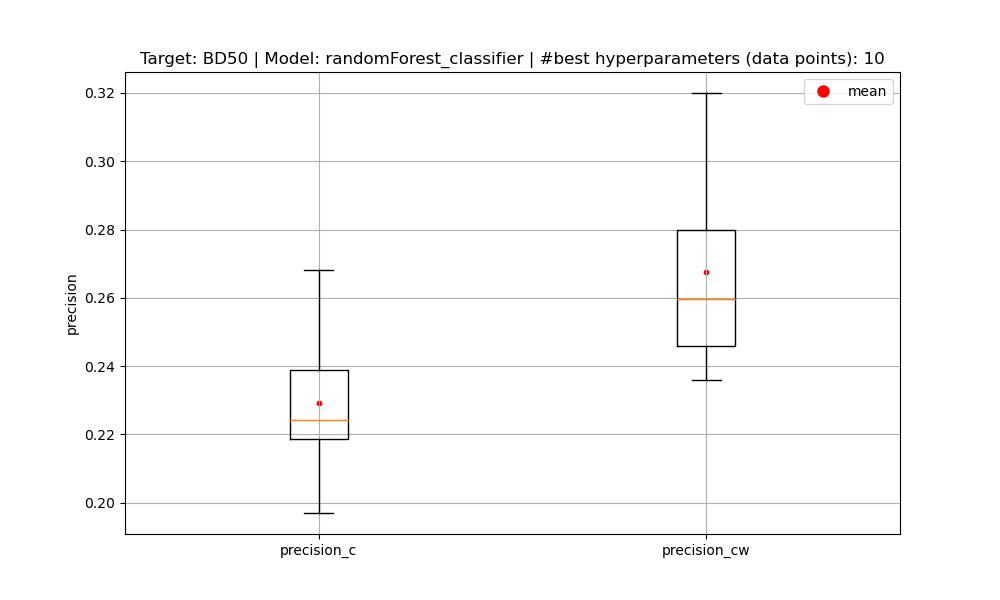 Target: BD50 | Model: randomForest_classifier | #best hyperparameters (data points): 10
mean
0.32
0.30
0.28
0.26
0.24
0.22
0.20
precision
precision_c
precision_cw